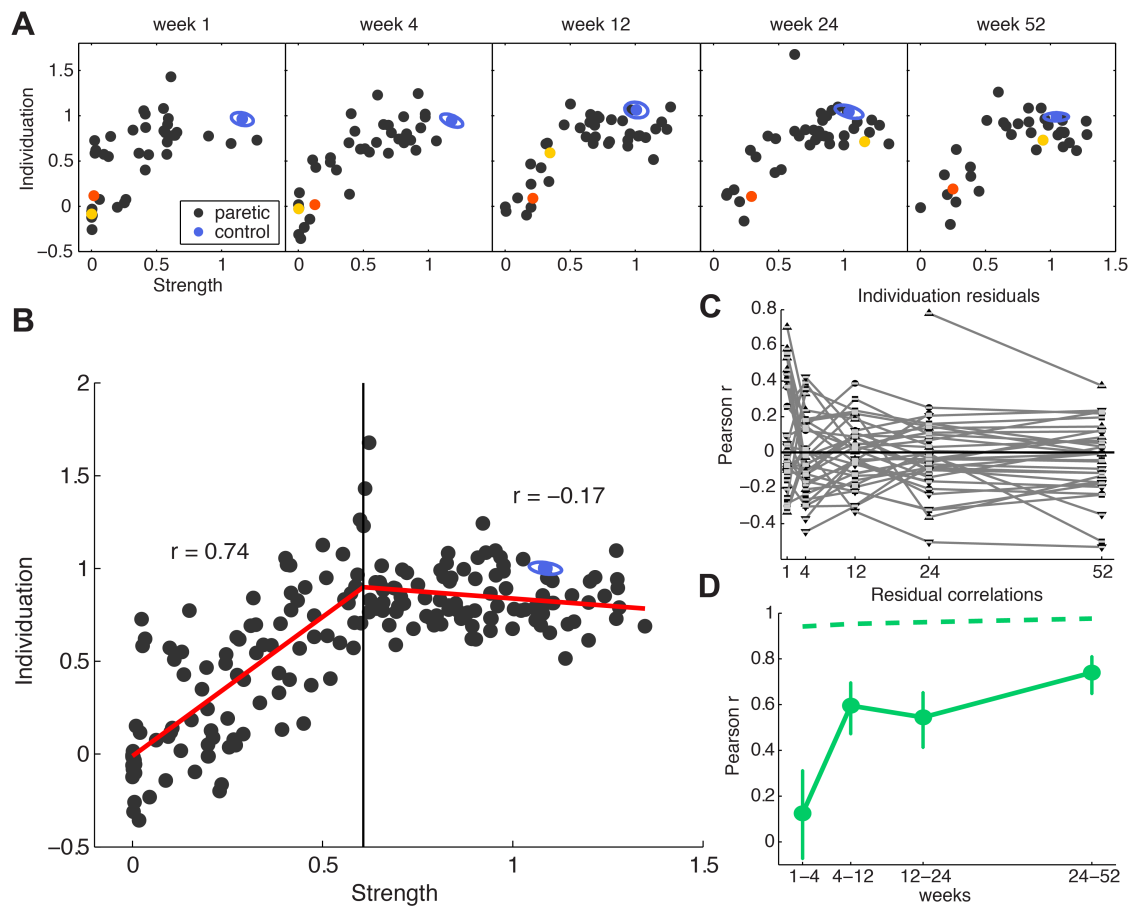 A
week 1
week 4
week 12
week 24
week 52
Individuation
1.5
1
0.5
0
−0.5
paretic
control
0 0.5 1
0 0.5 1
0 0.5 1
0 0.5 1
0 0.5 1 1.5
Strength
B
Individuation
2
1.5
1
0.5
0
−0.5
r = 0.74
r = −0.17
0 0.5 1 1.5
Strength
C
Individuation residuals
Pearson r
0.8
0.6
0.4
0.2
0
−0.2
−0.4
1 4 12 24 52
D
Residual correlations
Pearson r
1
0.8
0.6
0.4
0.2
0
1−4 4−12 12−24 24−52
weeks